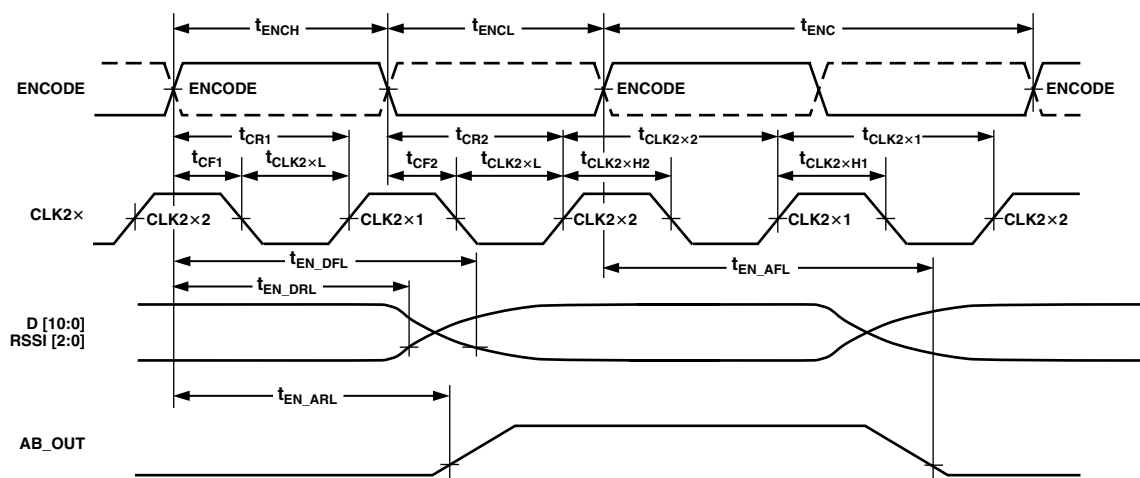 tENCH tENCL tENC
ENCODE ENCODE ENCODE ENCODE
tCR1 tCR2 tCLK2×2 tCLK2×1
tCF1 tCLK2×L tCF2 tCLK2×L tCLK2×H2 tCLK2×H1
CLK2× CLK2×2 CLK2×1 CLK2×2 CLK2×1 CLK2×2
tEN_DFL tEN_AFL
tEN_DRL
D [10:0]
RSSI [2:0]
tEN_ARL
AB_OUT